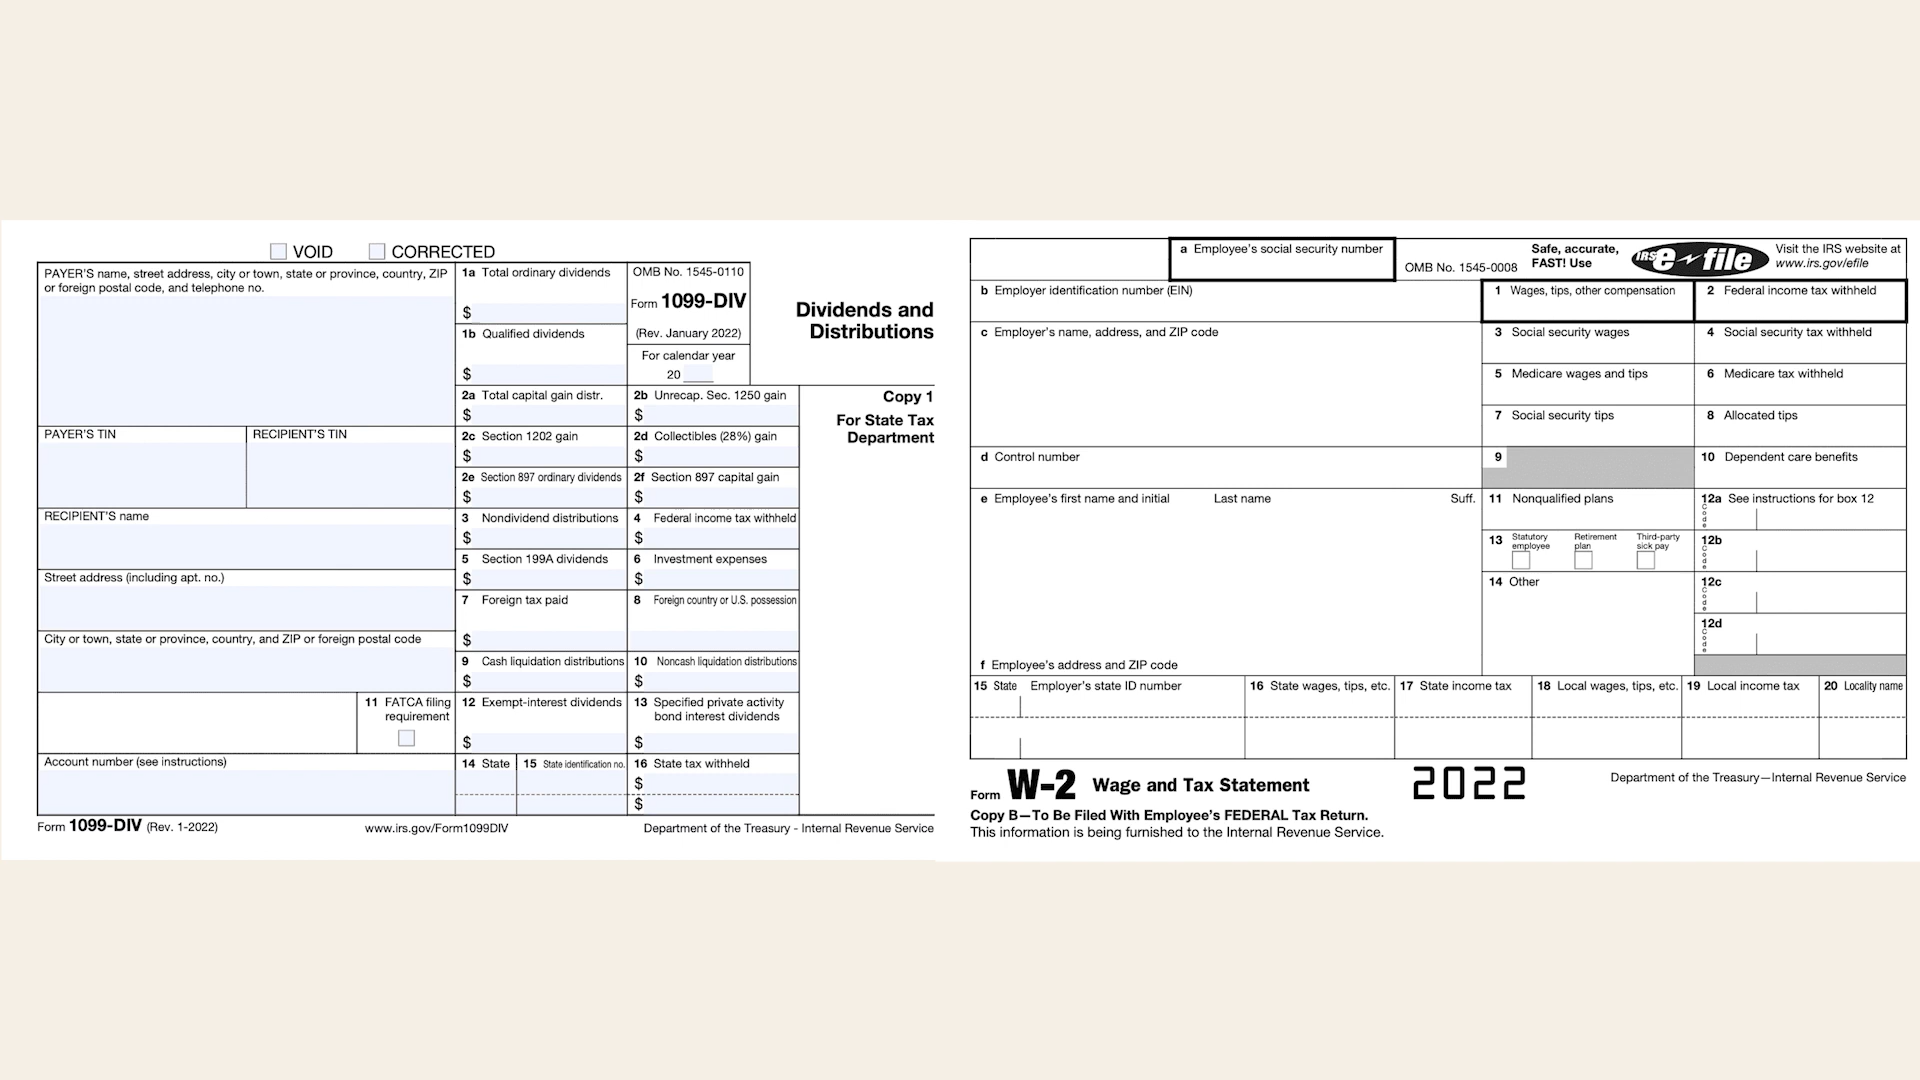 VOID CORRECTED
PAYER'S name, street address, city or town, state or province, country, ZIP
or foreign postal code, and telephone no.
1a Total ordinary dividends
$
1b Qualified dividends
$
OMB No. 1545-0110
Form 1099-DIV
(Rev. January 2022)
For calendar year
20
Dividends and
Distributions
2a Total capital gain distr.
$
2b Unrecap. Sec. 1250 gain
$
Copy 1
For State Tax
Department
PAYER'S TIN
RECIPIENT'S TIN
2c Section 1202 gain
$
2d Collectibles (28%) gain
$
2e Section 897 ordinary dividends
$
2f Section 897 capital gain
$
RECIPIENT'S name
3 Nondividend distributions
$
4 Federal income tax withheld
$
5 Section 199A dividends
$
6 Investment expenses
$
Street address (including apt. no.)
7 Foreign tax paid
$
8 Foreign country or U.S. possession
City or town, state or province, country, and ZIP or foreign postal code
9 Cash liquidation distributions
$
10 Noncash liquidation distributions
$
11 FATCA filing
requirement
12 Exempt-interest dividends
$
13 Specified private activity
bond interest dividends
$
Account number (see instructions)
14 State
15 State identification no.
16 State tax withheld
$
$
Form 1099-DIV (Rev. 1-2022)
www.irs.gov/Form1099DIV
Department of the Treasury - Internal Revenue Service
a Employee's social security number
OMB No. 1545-0008
Safe, accurate,
FAST! Use
IRS e-file
Visit the IRS website at
www.irs.gov/efile
b Employer identification number (EIN)
1 Wages, tips, other compensation
2 Federal income tax withheld
c Employer's name, address, and ZIP code
3 Social security wages
4 Social security tax withheld
5 Medicare wages and tips
6 Medicare tax withheld
7 Social security tips
8 Allocated tips
d Control number
9
10 Dependent care benefits
e Employee's first name and initial
Last name
Suff.
11 Nonqualified plans
12a See instructions for box 12
Code
13 Statutory
employee
Retirement
plan
Third-party
sick pay
12b
Code
14 Other
12c
Code
12d
Code
f Employee's address and ZIP code
15 State
Employer's state ID number
16 State wages, tips, etc.
17 State income tax
18 Local wages, tips, etc.
19 Local income tax
20 Locality name
Form W-2 Wage and Tax Statement
2022
Department of the Treasury—Internal Revenue Service
Copy B—To Be Filed With Employee's FEDERAL Tax Return.
This information is being furnished to the Internal Revenue Service.